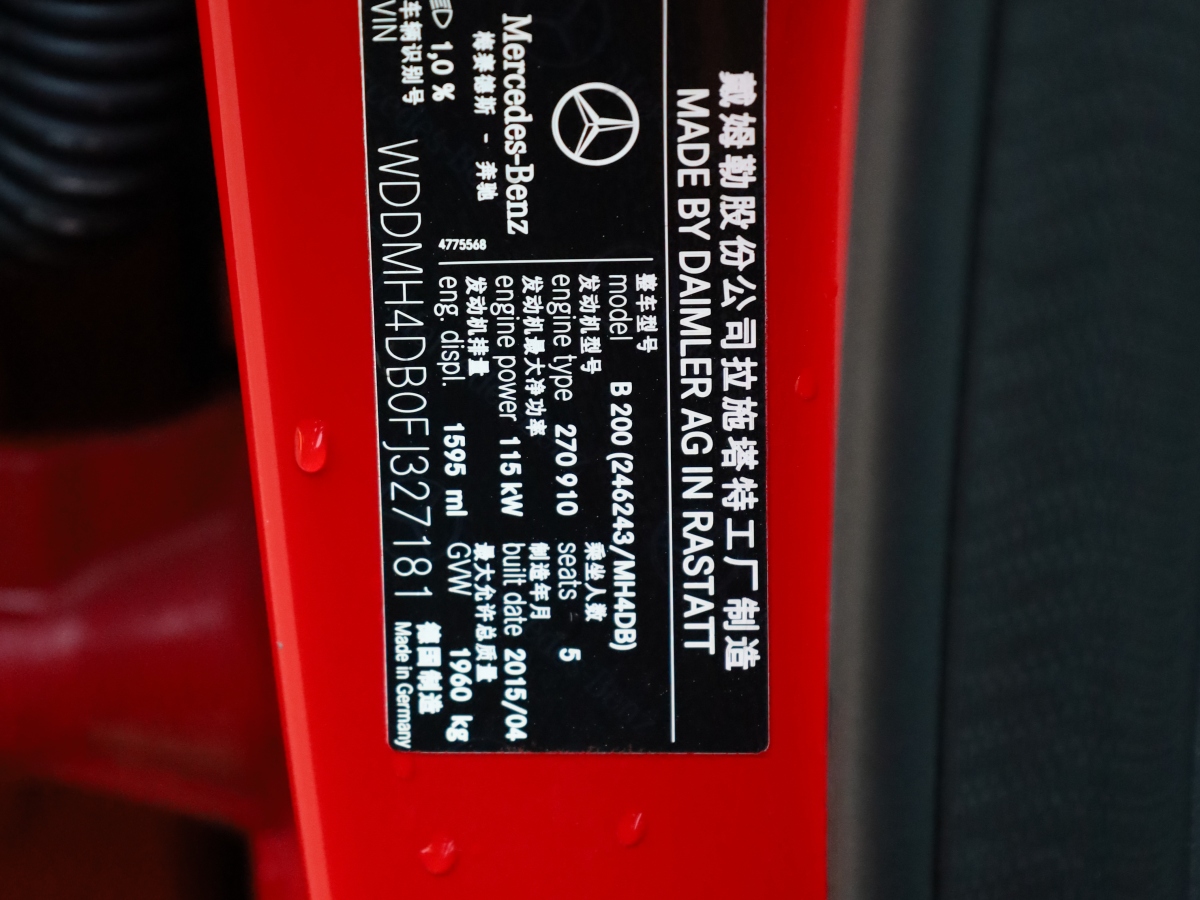 戴姆勒股份公司拉施塔特工厂制造
MADE BY DAIMLER AG IN RASTATT
Mercedes-Benz
梅赛德斯 - 奔驰
1,0 %
4775568
整车型号
model B 200 (246243/MH4DB)
发动机型号 乘坐人数
engine type 270 910 seats 5
发动机最大净功率 制造年月
engine power 115 kW built date 2015/04
发动机排量 最大允许总质量
eng. displ. 1595 ml GVW 1960 kg
车辆识别号 德国制造
VIN WDDMH4DB0FJ327181 Made in Germany